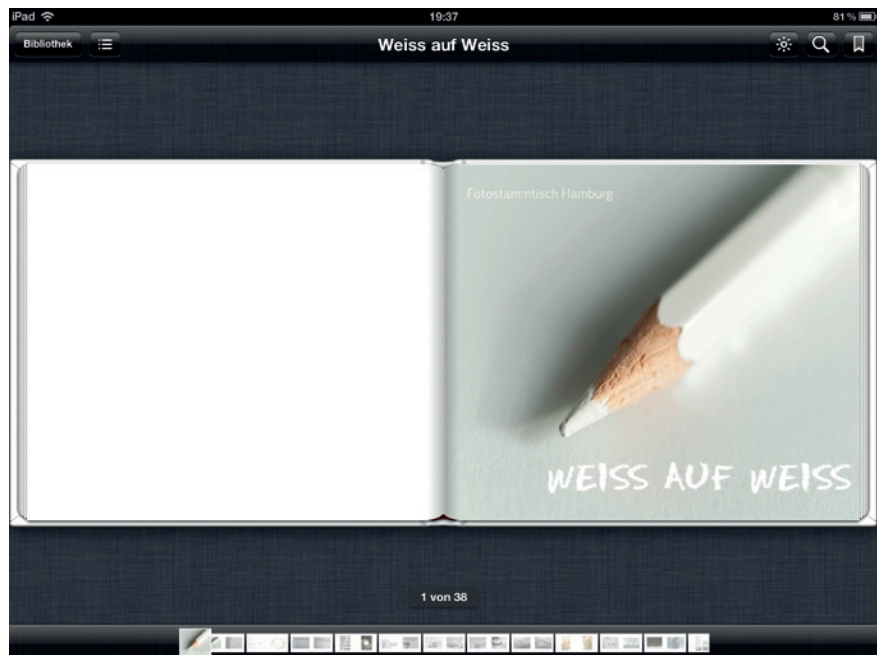 iPad 19:37 81 %
Bibliothek Weiss auf Weiss
Fotostammtisch Hamburg
WEISS AUF WEISS
1 von 38